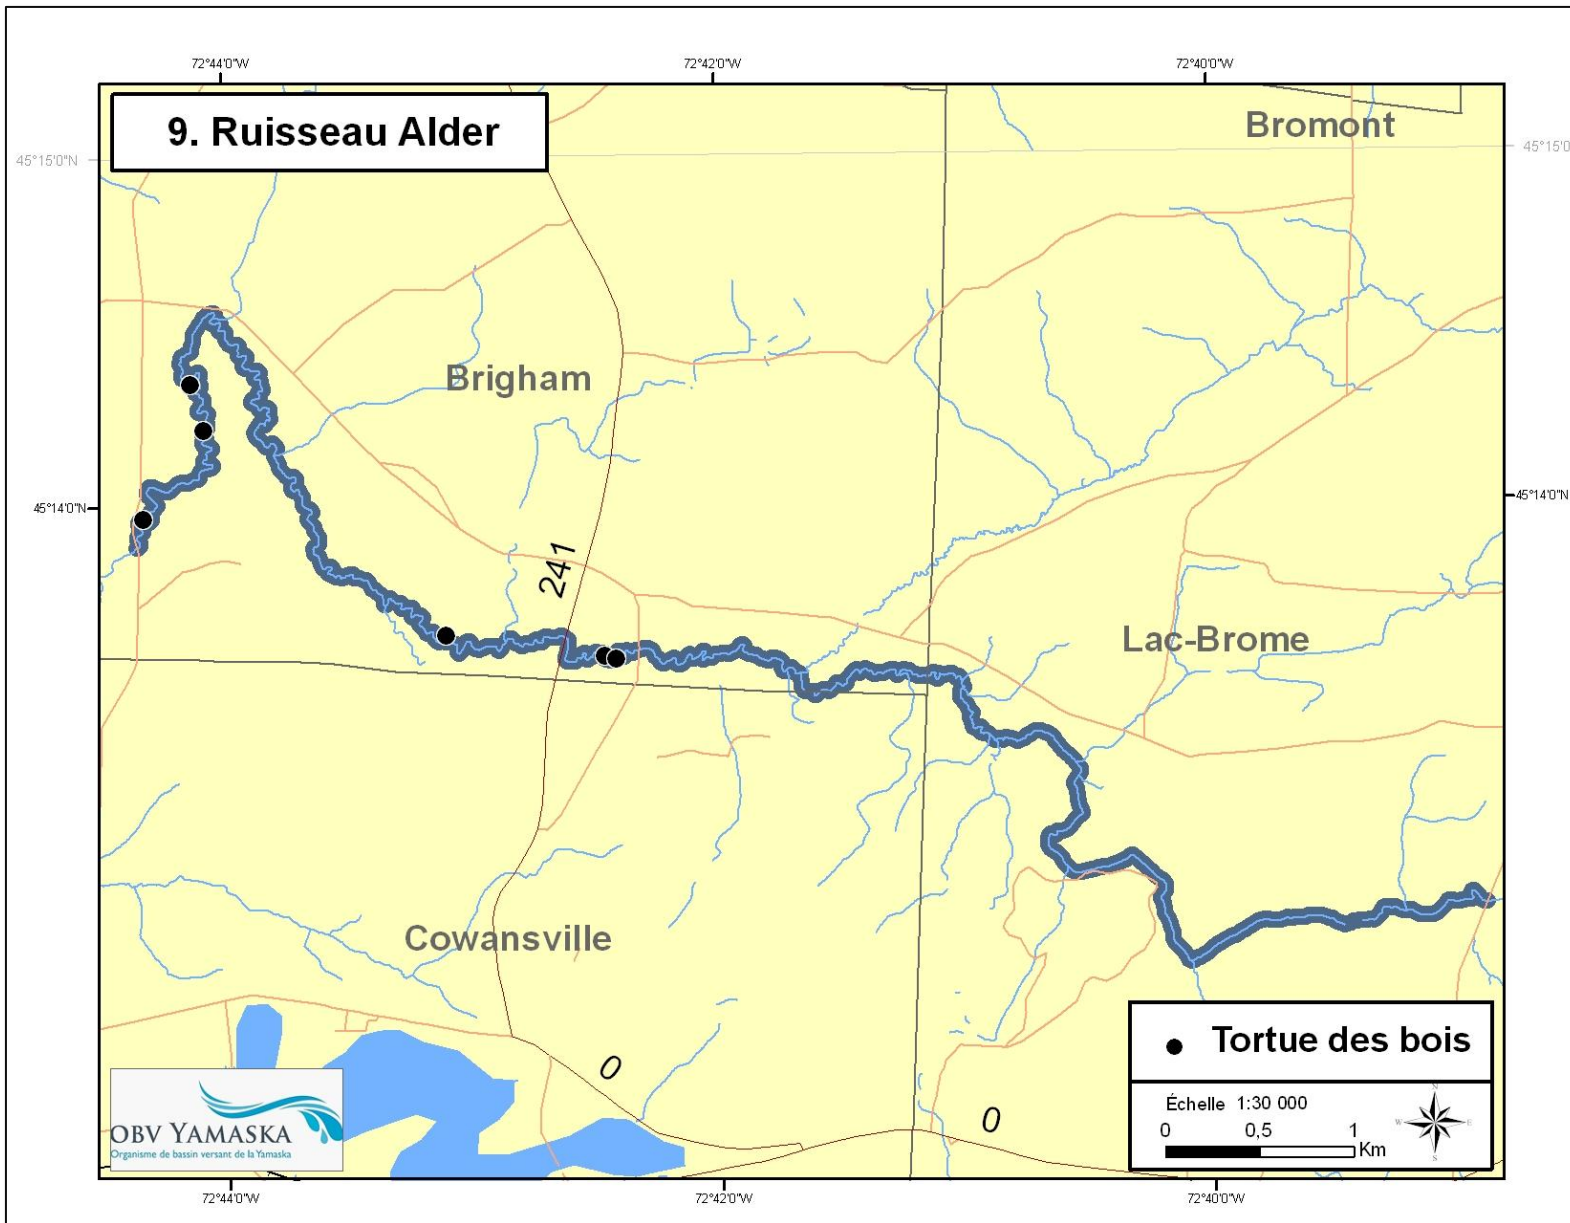 72°44'0"W
72°42'0"W
72°40'0"W
9. Ruisseau Alder
Bromont
45°15'0"N
45°15'0
Brigham
45°14'0"N
45°14'0"N
241
Lac-Brome
Cowansville
0
0
Tortue des bois
Échelle 1:30 000
0 0,5 1
Km
N
W E
S
OBV YAMASKA
Organisme de bassin versant de la Yamaska
72°44'0"W
72°42'0"W
72°40'0"W